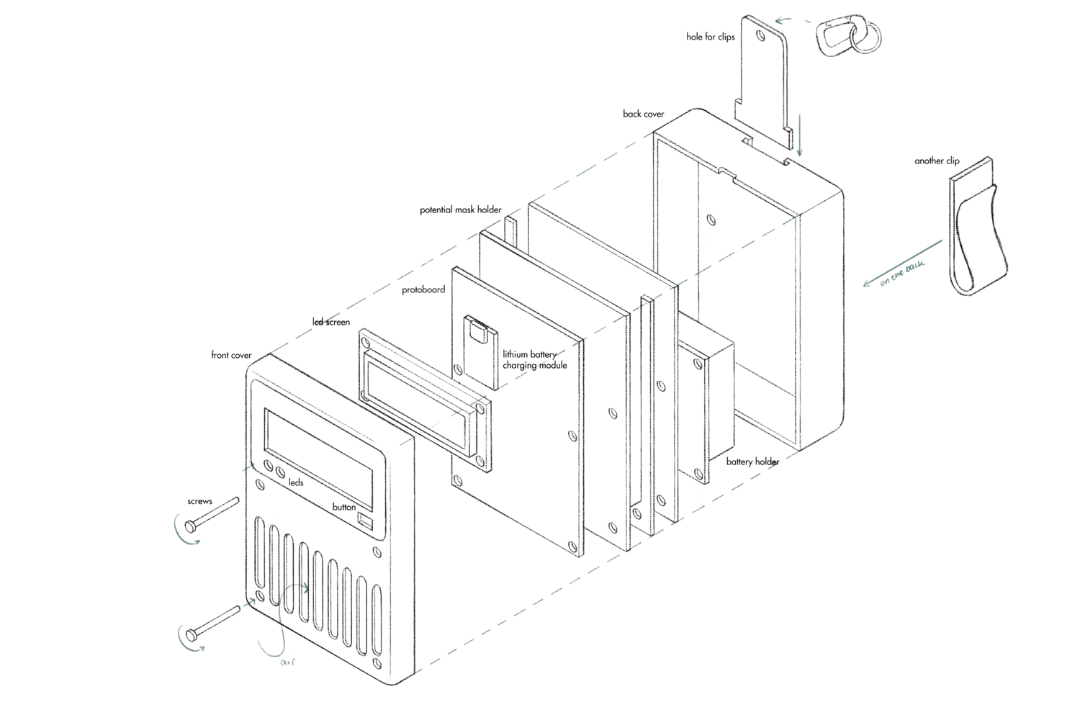 hole for clips
back cover
another clip
potential mask holder
on the back
protoboard
led screen
lithium battery
charging module
front cover
battery holder
leds
button
screws
air